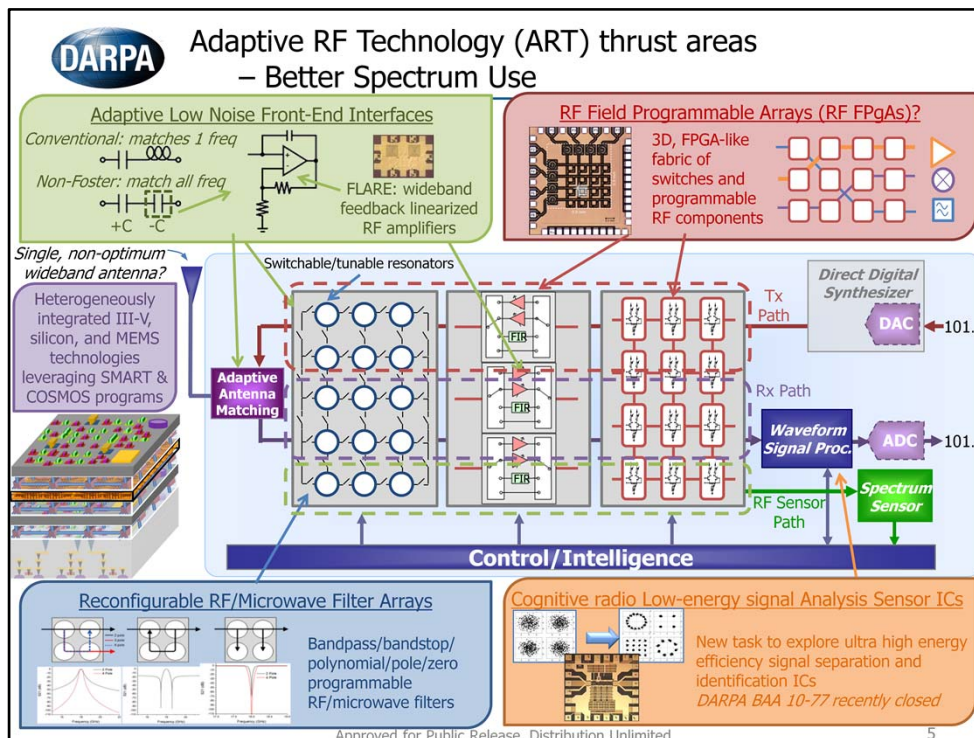 DARPA
Adaptive RF Technology (ART) thrust areas
– Better Spectrum Use
Adaptive Low Noise Front-End Interfaces
Conventional: matches 1 freq
Non-Foster: match all freq
+C
-C
FLARE: wideband
feedback linearized
RF amplifiers
RF Field Programmable Arrays (RF FPgAs)?
3D, FPGA-like
fabric of
switches and
programmable
RF components
Single, non-optimum
wideband antenna?
Heterogeneously
integrated III-V,
silicon, and MEMS
technologies
leveraging SMART &
COSMOS programs
Switchable/tunable resonators
Adaptive
Antenna
Matching
FIR
FIR
FIR
Tx
Path
Rx Path
RF Sensor
Path
Direct Digital
Synthesizer
DAC
101.
Waveform
Signal Proc.
ADC
101.
Spectrum
Sensor
Control/Intelligence
Reconfigurable RF/Microwave Filter Arrays
Bandpass/bandstop/
polynomial/pole/zero
programmable
RF/microwave filters
Cognitive radio Low-energy signal Analysis Sensor ICs
New task to explore ultra high energy
efficiency signal separation and
identification ICs
DARPA BAA 10-77 recently closed
Approved for Public Release, Distribution Unlimited
5